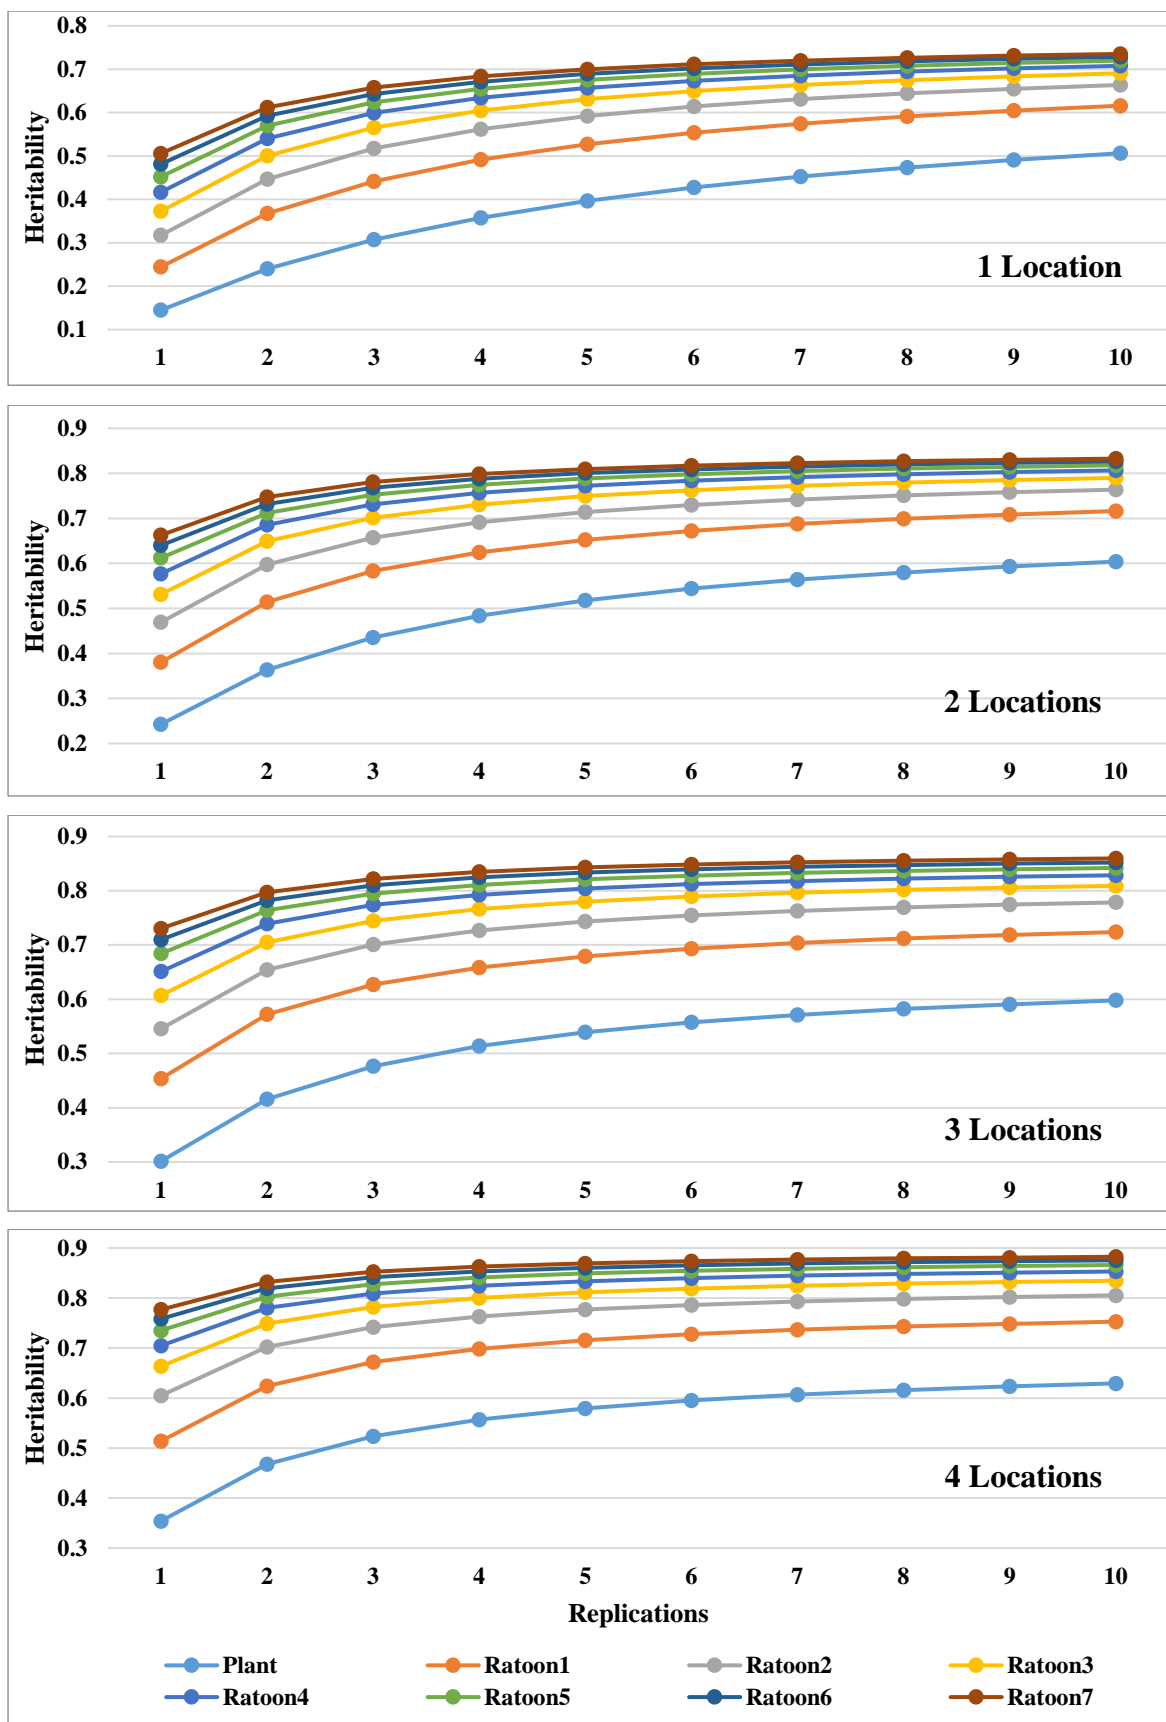 0.8
0.7
0.6
0.5
0.4
0.3
0.2
0.1
Heritability
1 Location
1 2 3 4 5 6 7 8 9 10
0.9
0.8
0.7
0.6
0.5
0.4
0.3
0.2
Heritability
2 Locations
1 2 3 4 5 6 7 8 9 10
0.9
0.8
0.7
0.6
0.5
0.4
0.3
Heritability
3 Locations
1 2 3 4 5 6 7 8 9 10
0.9
0.8
0.7
0.6
0.5
0.4
0.3
Heritability
4 Locations
1 2 3 4 5 6 7 8 9 10
Replications
Plant Ratoon1 Ratoon2 Ratoon3
Ratoon4 Ratoon5 Ratoon6 Ratoon7